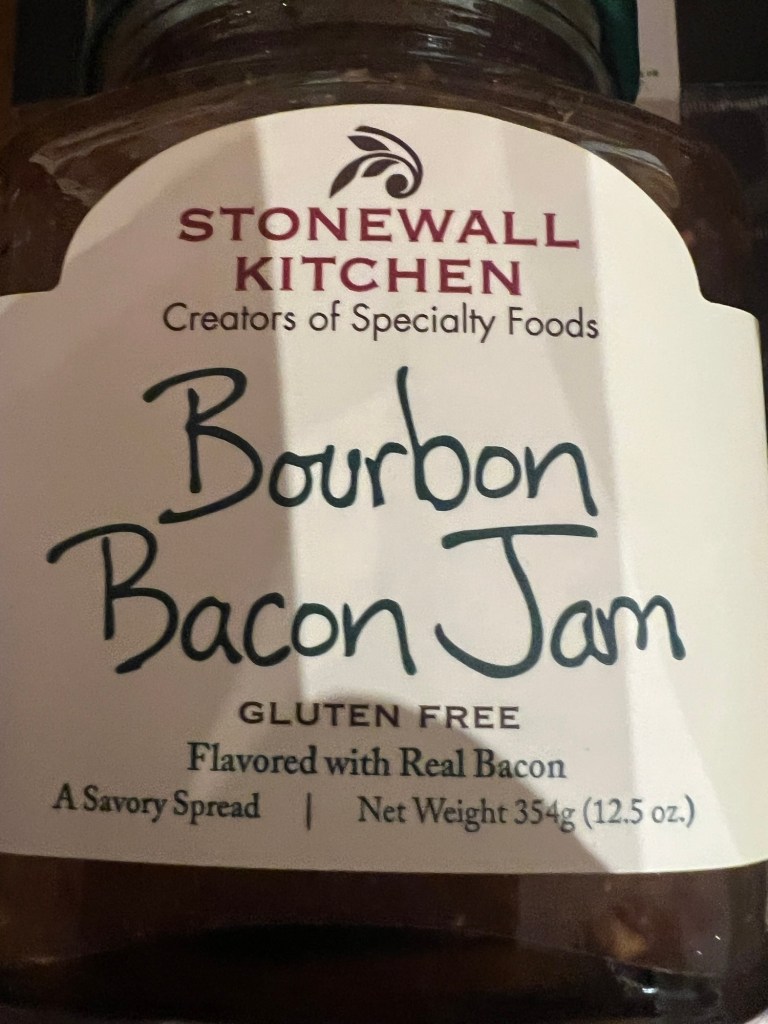 STONEWALL
KITCHEN
Creators of Specialty Foods
Bourbon
Bacon Jam
GLUTEN FREE
Flavored with Real Bacon
A Savory Spread | Net Weight 354g (12.5 oz.)